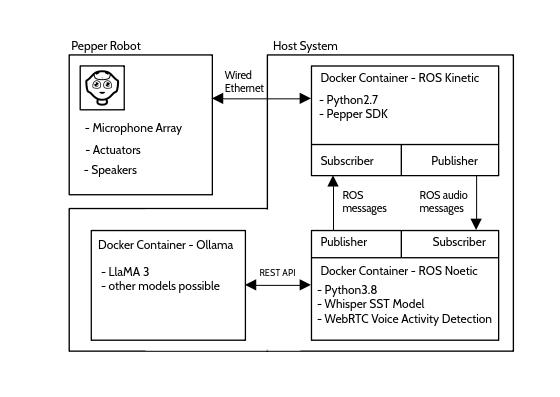 Pepper Robot
Host System
- Microphone Array
- Actuators
- Speakers
Wired
Ethernet
Docker Container - ROS Kinetic
- Python2.7
- Pepper SDK
Subscriber
Publisher
ROS
messages
ROS audio
messages
Docker Container - Ollama
- LlaMA 3
- other models possible
REST API
Publisher
Subscriber
Docker Container - ROS Noetic
- Python3.8
- Whisper SST Model
- WebRTC Voice Activity Detection